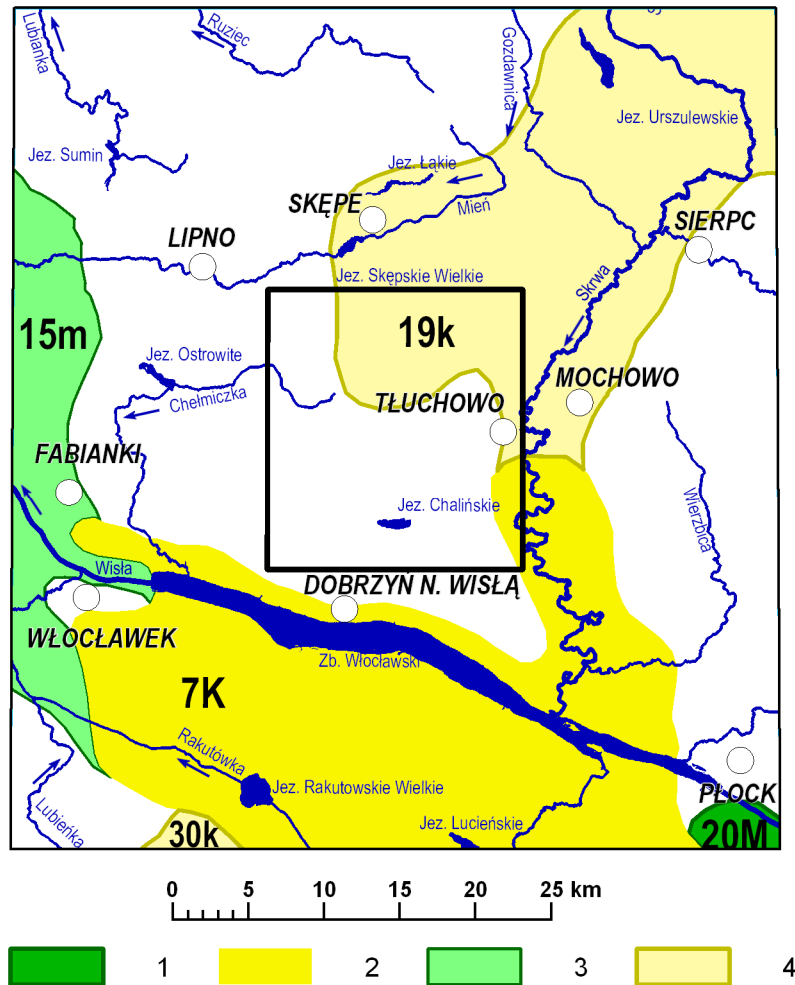 Lubianka
Ruziec
Gozdawnica
Jez. Urszulewskie
Jez. Sumin
Jez. Łąkie
Mień
SKĘPE
SIERPC
LIPNO
Jez. Skępskie Wielkie
Skrwa
15m
19k
Jez. Ostrowite
MOCHOWO
Chełmiczka
TŁUCHOWO
FABIANKI
Jez. Chalińskie
Wierzbica
Wisła
DOBRZYŃ N. WISŁĄ
WŁOCŁAWEK
Zb. Włocławski
7K
Rakutówka
Jez. Rakutowskie Wielkie
PŁOCK
Lubieńka
30k
Jez. Lucieńskie
20M
0 5 10 15 20 25 km
1 2 3 4